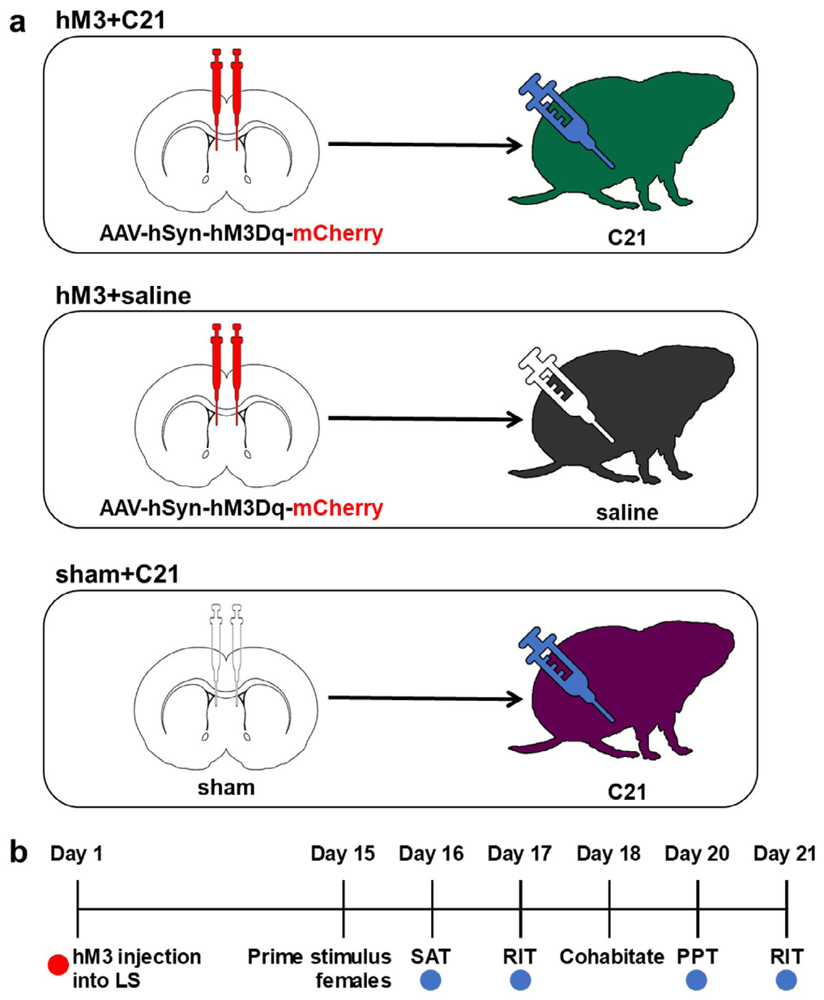 a
hM3+C21
AAV-hSyn-hM3Dq-mCherry
C21
hM3+saline
AAV-hSyn-hM3Dq-mCherry
saline
sham+C21
sham
C21
b
Day 1 Day 15 Day 16 Day 17 Day 18 Day 20 Day 21
hM3 injection Prime stimulus SAT RIT Cohabitate PPT RIT
into LS females